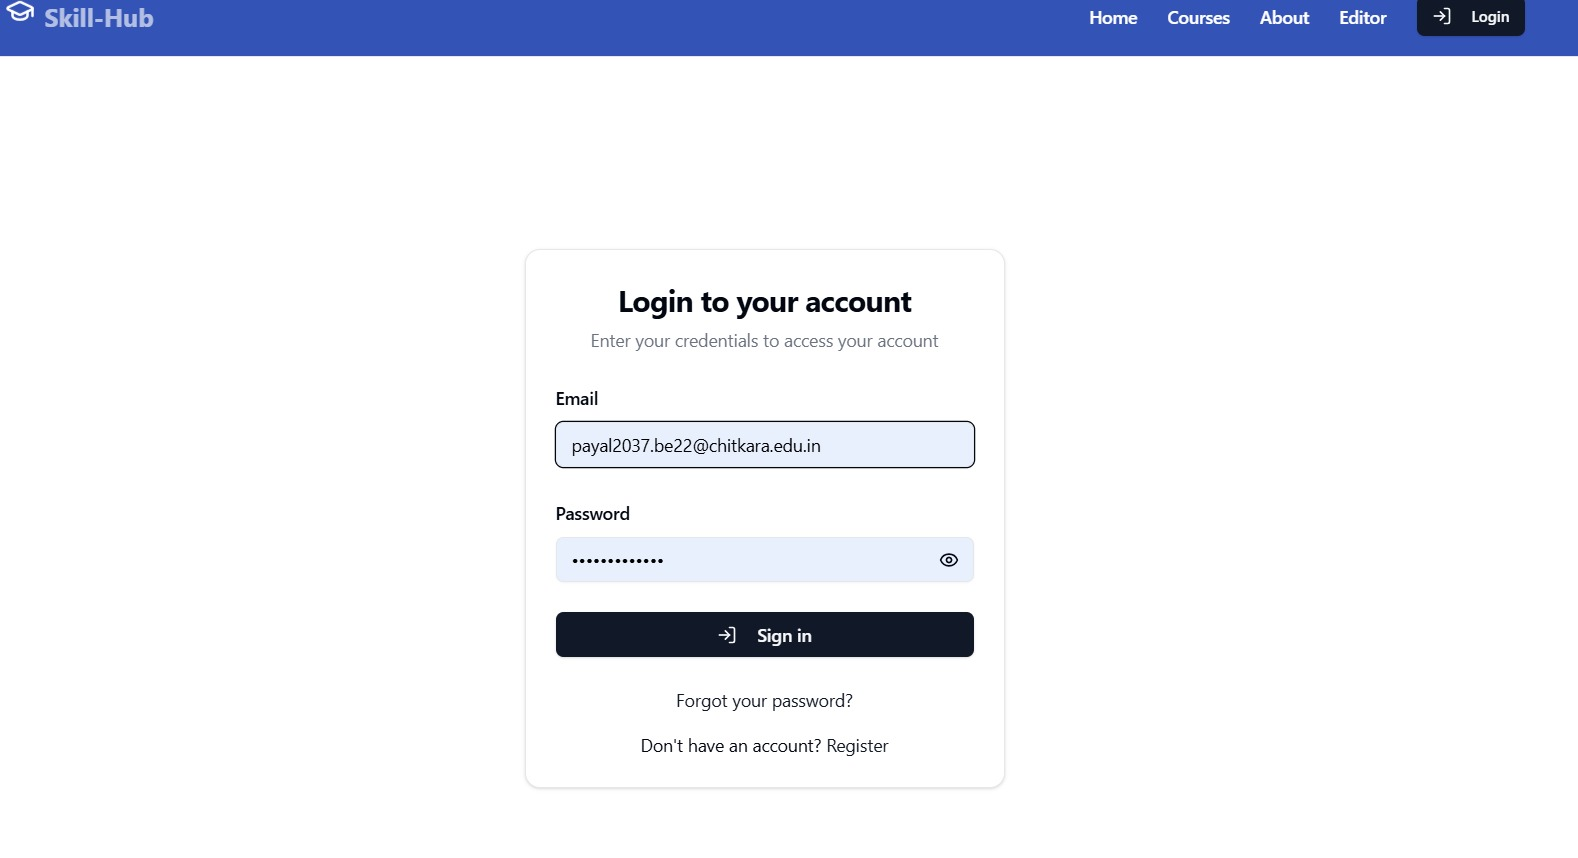 Skill-Hub
Home Courses About Editor Login
Login to your account
Enter your credentials to access your account
Email
payal2037.be22@chitkara.edu.in
Password
•••••••••••••
Sign in
Forgot your password?
Don't have an account? Register